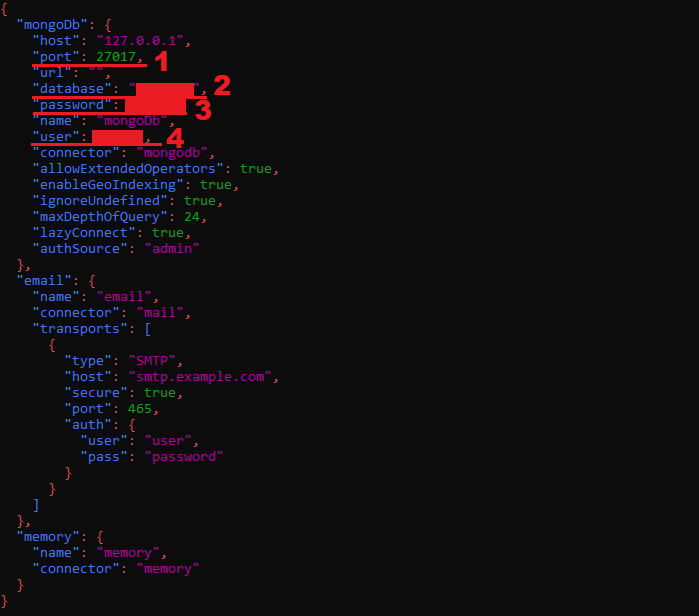 {
  "mongoDb": {
    "host": "127.0.0.1",
    "port": 27017, 1
    "url": "",
    "database": "", 2
    "password": 3
    "name": "mongoDb",
    "user": , 4
    "connector": "mongodb",
    "allowExtendedOperators": true,
    "enableGeoIndexing": true,
    "ignoreUndefined": true,
    "maxDepthOfQuery": 24,
    "lazyConnect": true,
    "authSource": "admin"
  },
  "email": {
    "name": "email",
    "connector": "mail",
    "transports": [
      {
        "type": "SMTP",
        "host": "smtp.example.com",
        "secure": true,
        "port": 465,
        "auth": {
          "user": "user",
          "pass": "password"
        }
      }
    ]
  },
  "memory": {
    "name": "memory",
    "connector": "memory"
  }
}